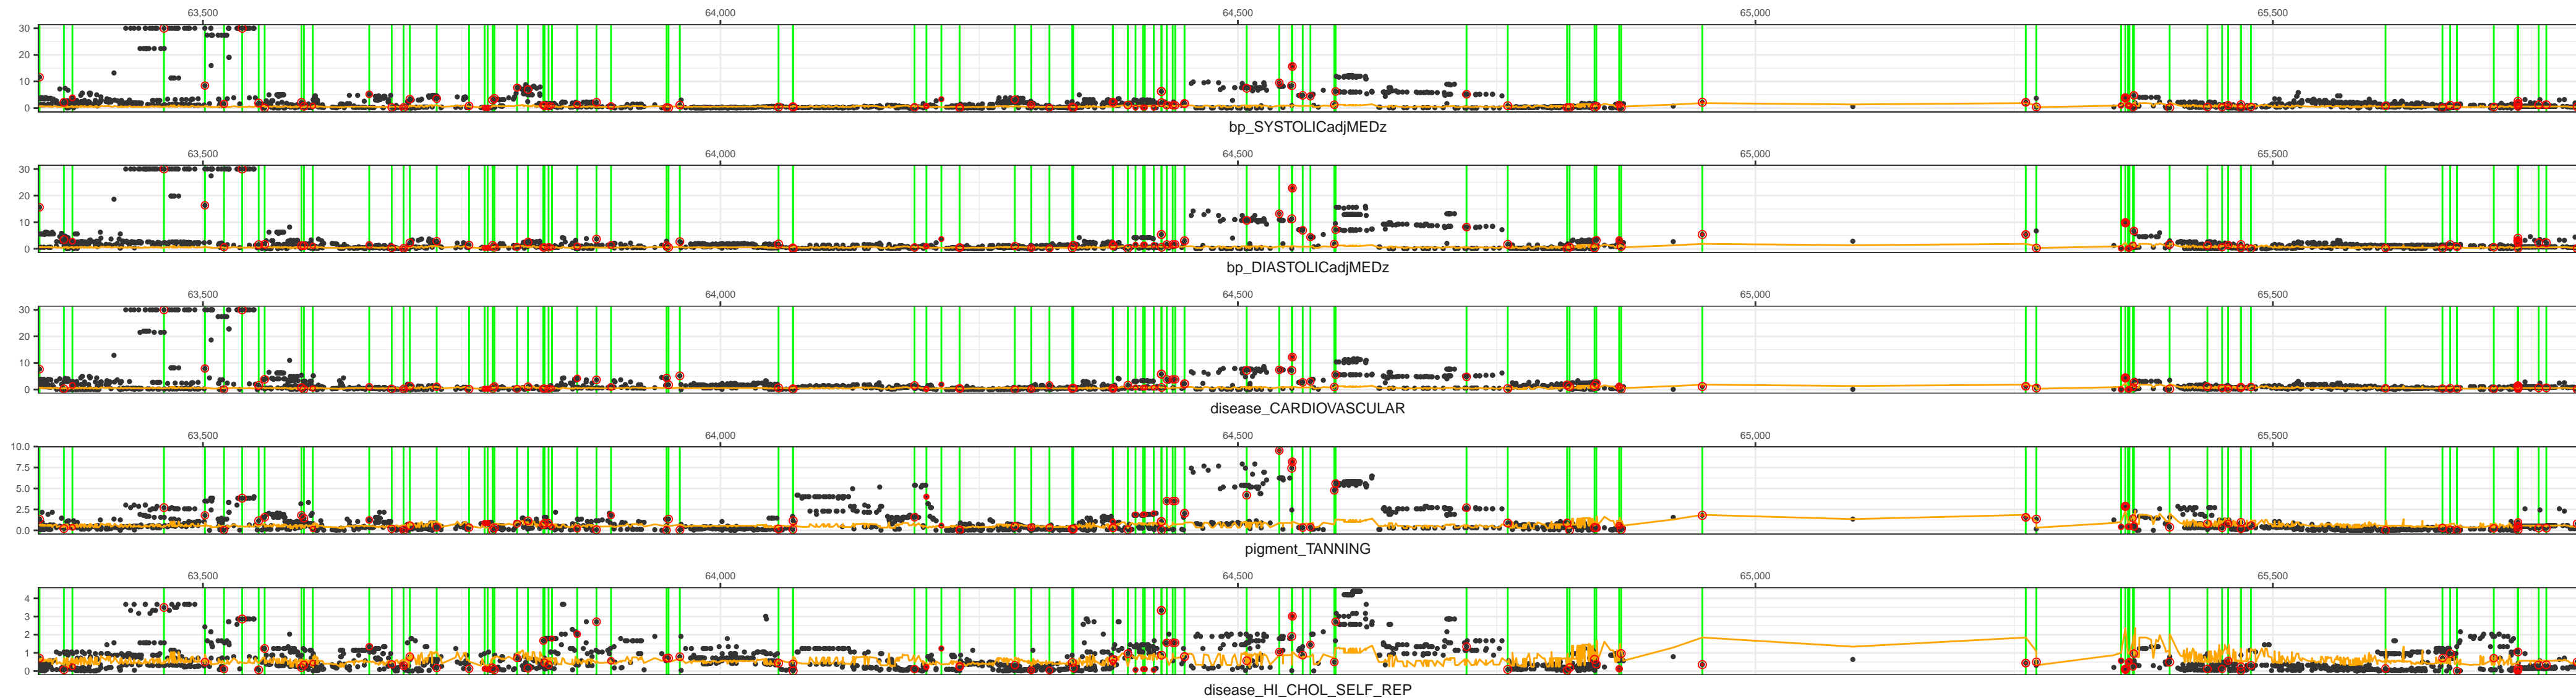 63,500 64,000 64,500 65,000 65,500
30
20
10
0
bp_SYSTOLICadjMEDz
63,500 64,000 64,500 65,000 65,500
30
20
10
0
bp_DIASTOLICadjMEDz
63,500 64,000 64,500 65,000 65,500
30
20
10
0
disease_CARDIOVASCULAR
63,500 64,000 64,500 65,000 65,500
10.0
7.5
5.0
2.5
0.0
pigment_TANNING
63,500 64,000 64,500 65,000 65,500
4
3
2
1
0
disease_HI_CHOL_SELF_REP